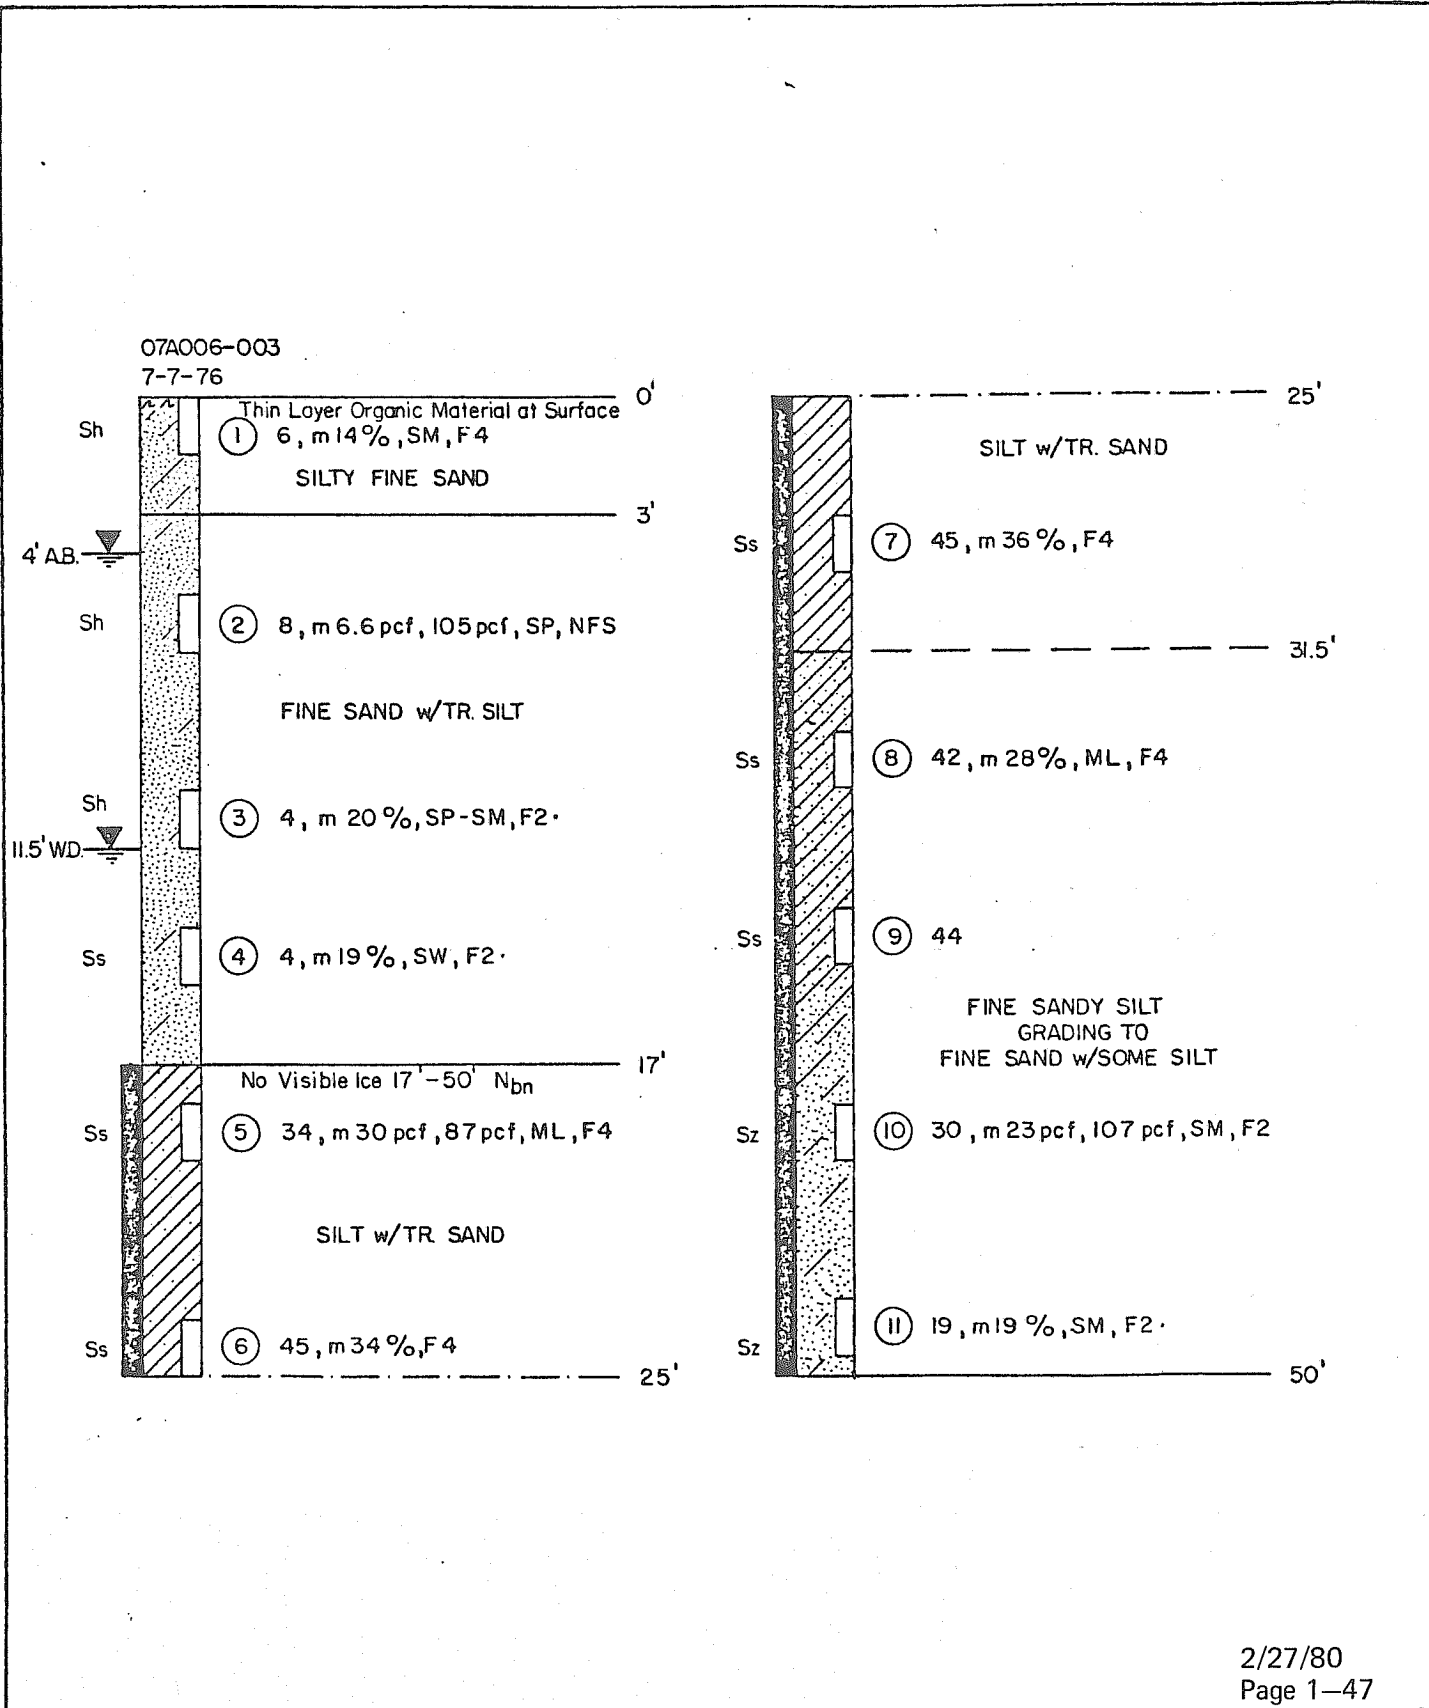 07A006-003
7-7-76
0'
Thin Layer Organic Material at Surface
Sh
1 6, m 14%, SM, F4
SILTY FINE SAND
3'
4' A.B.
Sh
2 8, m 6.6 pcf, 105 pcf, SP, NFS
FINE SAND w/TR. SILT
Sh
3 4, m 20%, SP-SM, F2
11.5' W.D.
Ss
4 4, m 19%, SW, F2
17'
No Visible Ice 17'-50' Nbn
Ss
5 34, m 30 pcf, 87 pcf, ML, F4
SILT w/TR SAND
Ss
6 45, m 34%, F4
25'
25'
SILT w/TR. SAND
Ss
7 45, m 36%, F4
31.5'
Ss
8 42, m 28%, ML, F4
Ss
9 44
FINE SANDY SILT
GRADING TO
FINE SAND w/SOME SILT
Sz
10 30, m 23 pcf, 107 pcf, SM, F2
Sz
11 19, m 19%, SM, F2
50'
2/27/80
Page 1—47